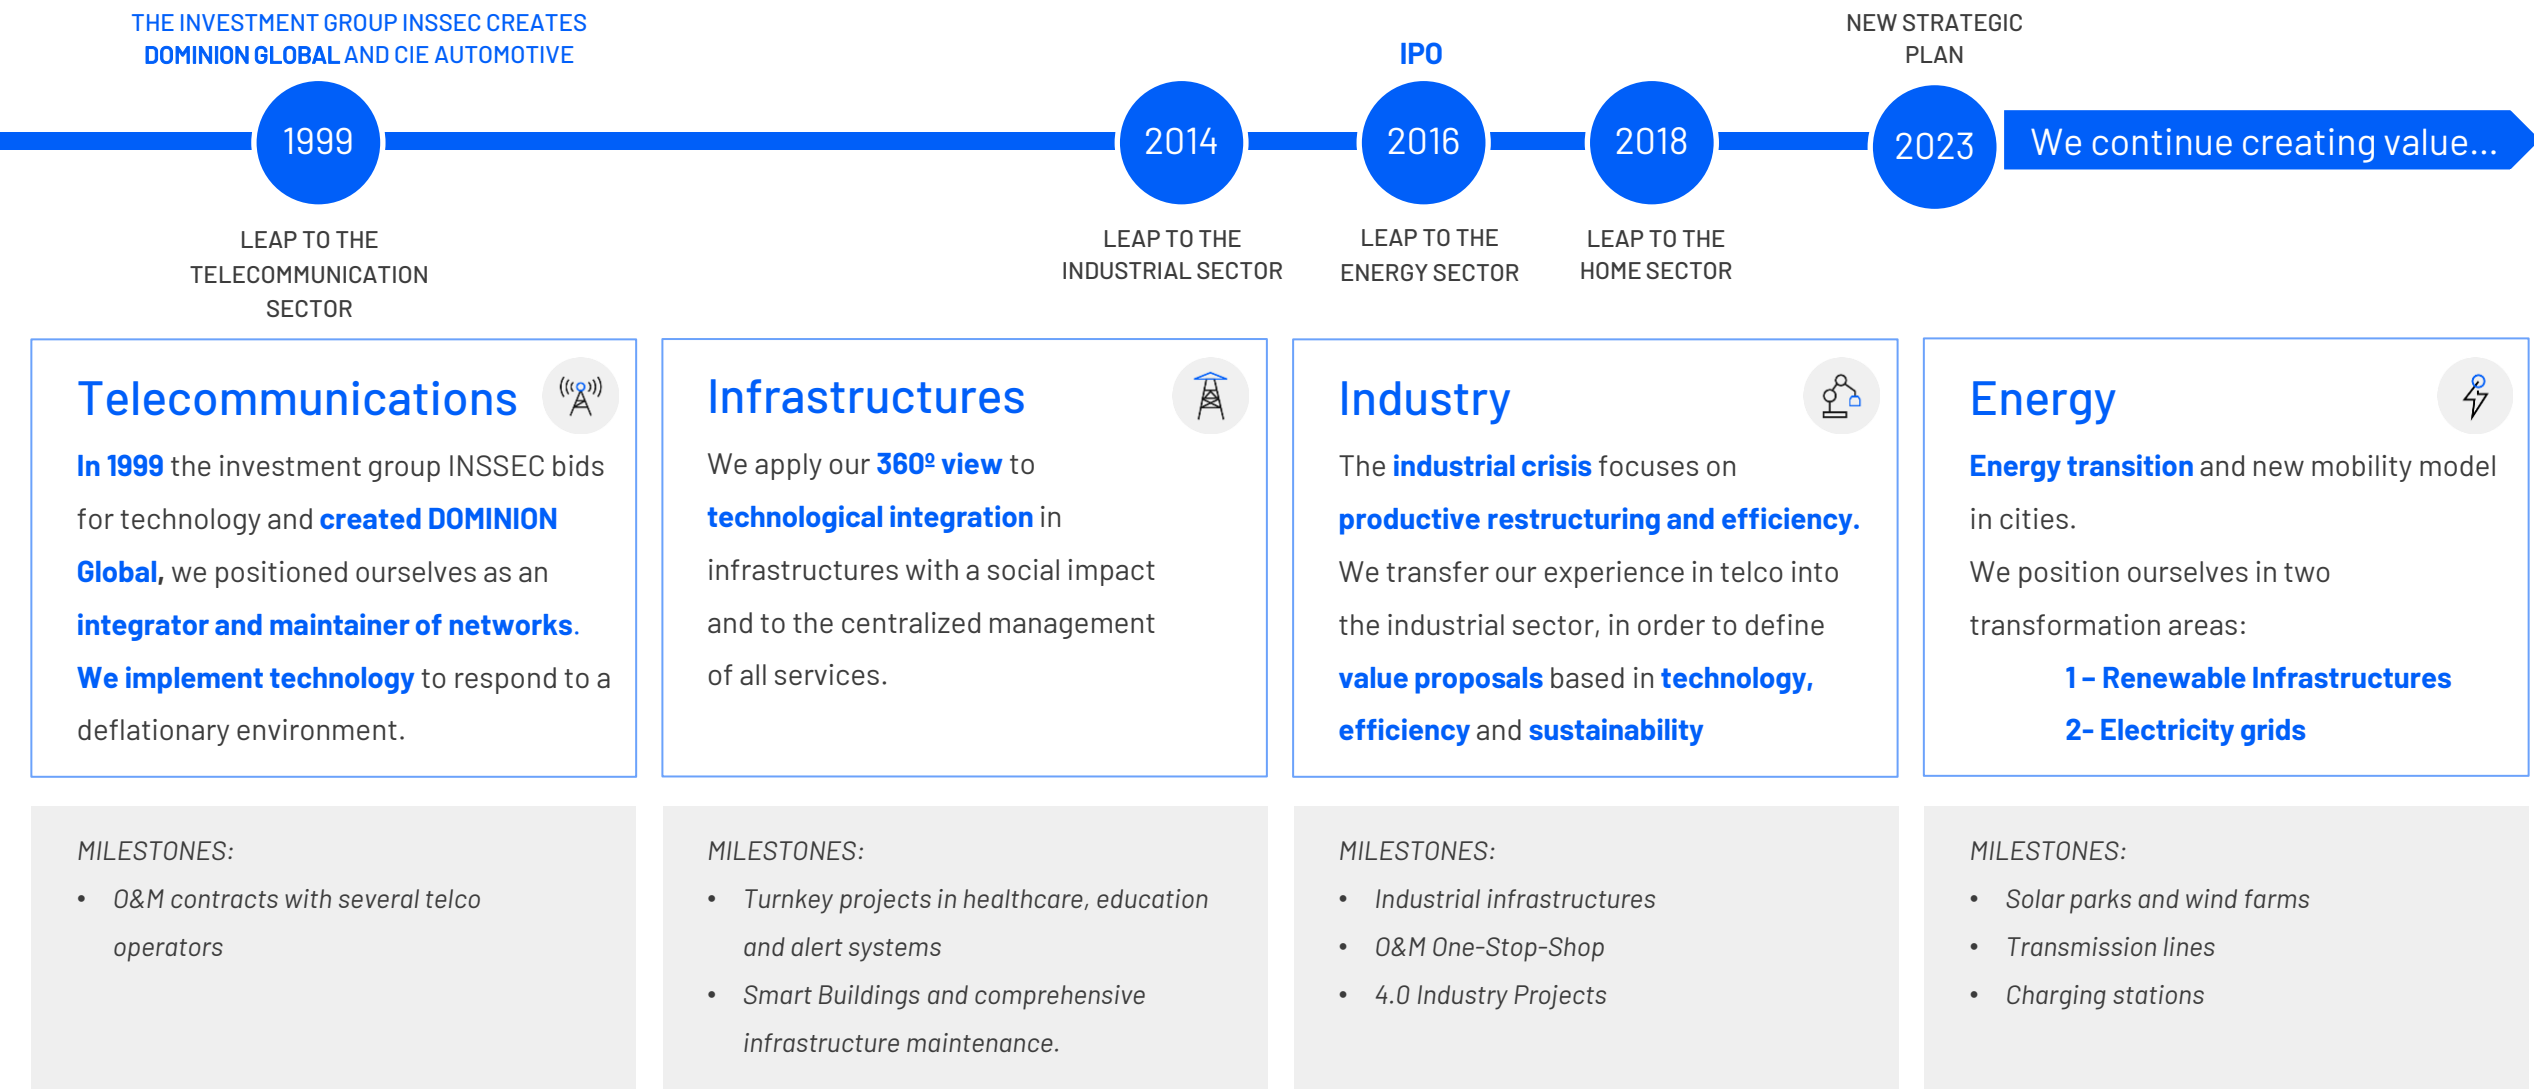 THE INVESTMENT GROUP INSSEC CREATES
DOMINION GLOBAL AND CIE AUTOMOTIVE
IPO
NEW STRATEGIC
PLAN
1999
2014
2016
2018
2023
We continue creating value...
LEAP TO THE
TELECOMMUNICATION
SECTOR
LEAP TO THE
INDUSTRIAL SECTOR
LEAP TO THE
ENERGY SECTOR
LEAP TO THE
HOME SECTOR
Telecommunications
In 1999 the investment group INSSEC bids
for technology and created DOMINION
Global, we positioned ourselves as an
integrator and maintainer of networks.
We implement technology to respond to a
deflationary environment.
Infrastructures
We apply our 360º view to
technological integration in
infrastructures with a social impact
and to the centralized management
of all services.
Industry
The industrial crisis focuses on
productive restructuring and efficiency.
We transfer our experience in telco into
the industrial sector, in order to define
value proposals based in technology,
efficiency and sustainability
Energy
Energy transition and new mobility model
in cities.
We position ourselves in two
transformation areas:
1 – Renewable Infrastructures
2- Electricity grids
MILESTONES:
• O&M contracts with several telco
operators
MILESTONES:
• Turnkey projects in healthcare, education
and alert systems
• Smart Buildings and comprehensive
infrastructure maintenance.
MILESTONES:
• Industrial infrastructures
• O&M One-Stop-Shop
• 4.0 Industry Projects
MILESTONES:
• Solar parks and wind farms
• Transmission lines
• Charging stations